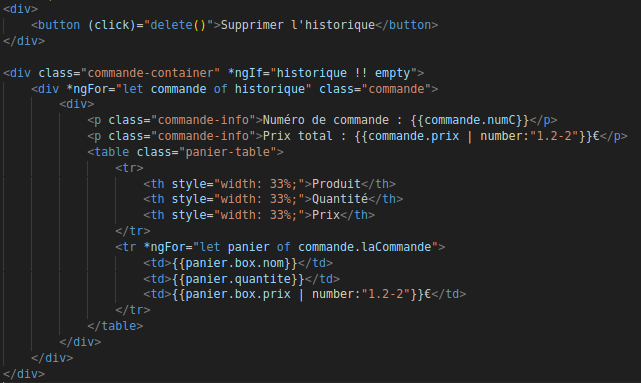 <div>
    <button (click)="delete()">Supprimer l'historique</button>
</div>

<div class="commande-container" *ngIf="historique !! empty">
    <div *ngFor="let commande of historique" class="commande">
        <div>
            <p class="commande-info">Numéro de commande : {{commande.numC}}</p>
            <p class="commande-info">Prix total : {{commande.prix | number:"1.2-2"}}€</p>
            <table class="panier-table">
                <tr>
                    <th style="width: 33%;">Produit</th>
                    <th style="width: 33%;">Quantité</th>
                    <th style="width: 33%;">Prix</th>
                </tr>
                <tr *ngFor="let panier of commande.laCommande">
                    <td>{{panier.box.nom}}</td>
                    <td>{{panier.quantite}}</td>
                    <td>{{panier.box.prix | number:"1.2-2"}}€</td>
                </tr>
            </table>
        </div>
    </div>
</div>